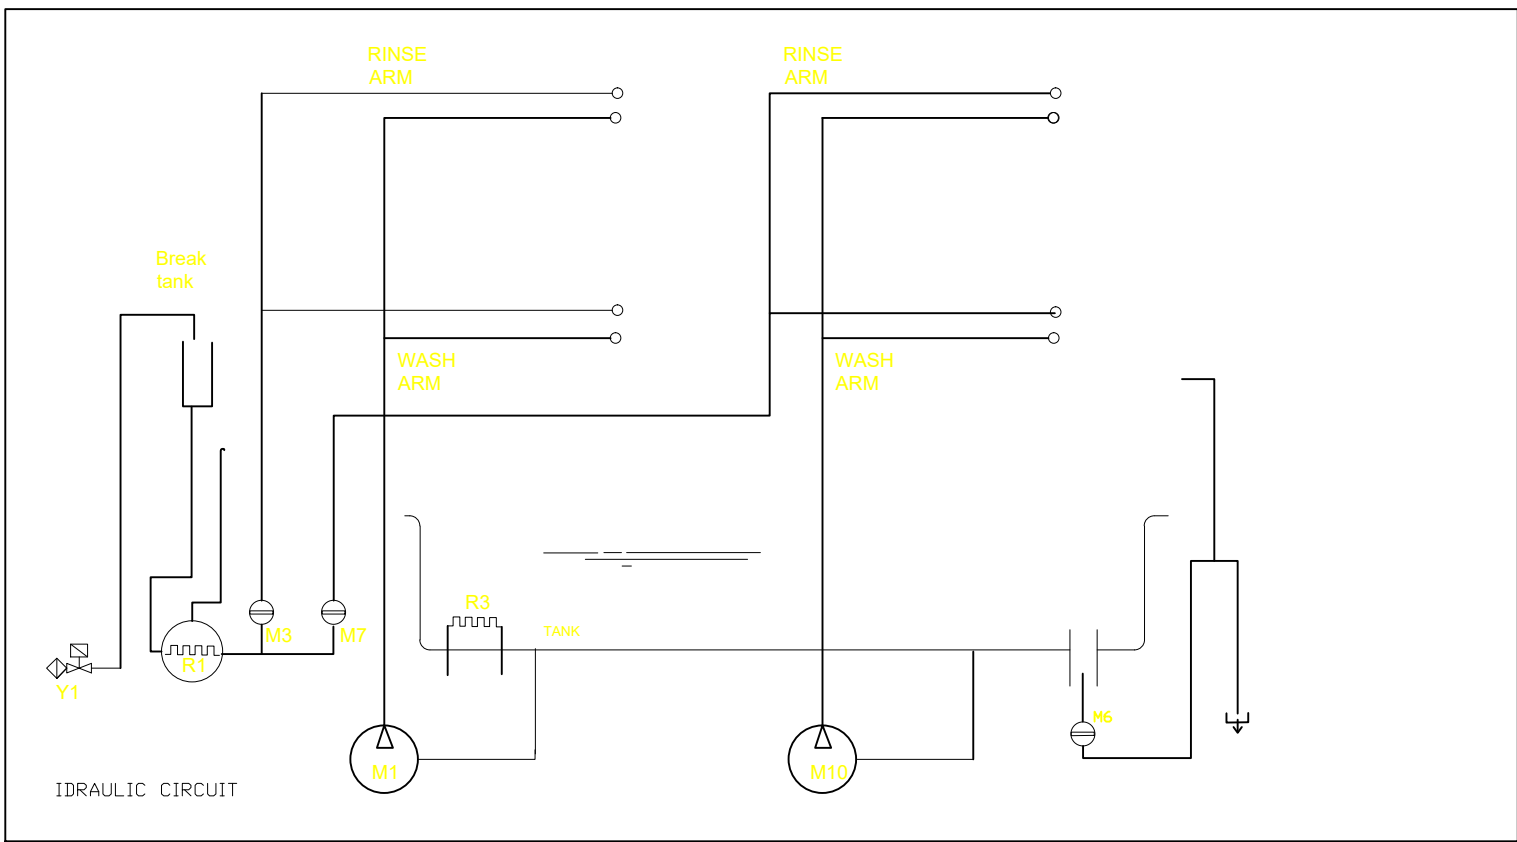 RINSE
ARM
RINSE
ARM
Break
tank
WASH
ARM
WASH
ARM
R3
TANK
M3
M7
R1
Y1
M6
M1
M10
IDRAULIC CIRCUIT